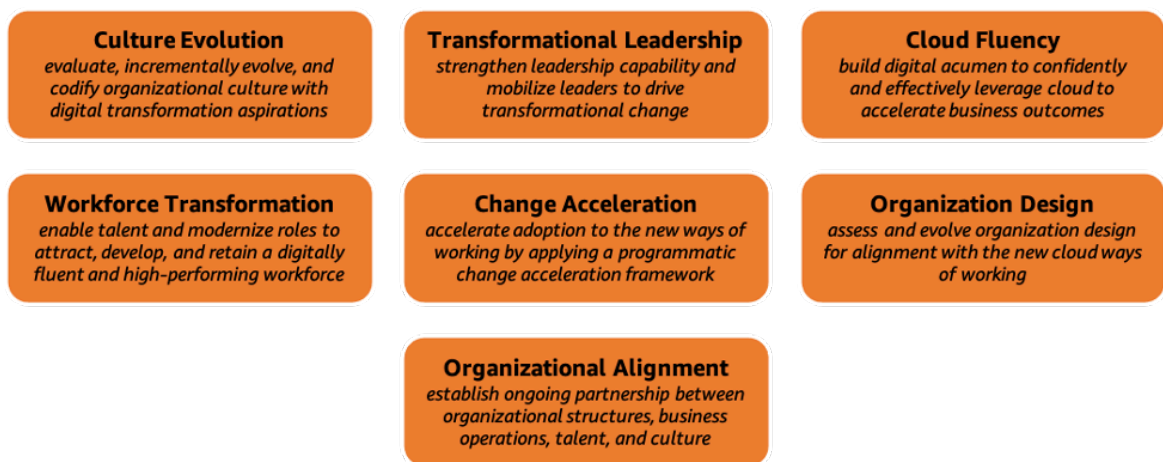 Culture Evolution
evaluate, incrementally evolve, and
codify organizational culture with
digital transformation aspirations
Transformational Leadership
strengthen leadership capability and
mobilize leaders to drive
transformational change
Cloud Fluency
build digital acumen to confidently
and effectively leverage cloud to
accelerate business outcomes
Workforce Transformation
enable talent and modernize roles to
attract, develop, and retain a digitally
fluent and high-performing workforce
Change Acceleration
accelerate adoption to the new ways of
working by applying a programmatic
change acceleration framework
Organization Design
assess and evolve organization design
for alignment with the new cloud ways
of working
Organizational Alignment
establish ongoing partnership between
organizational structures, business
operations, talent, and culture